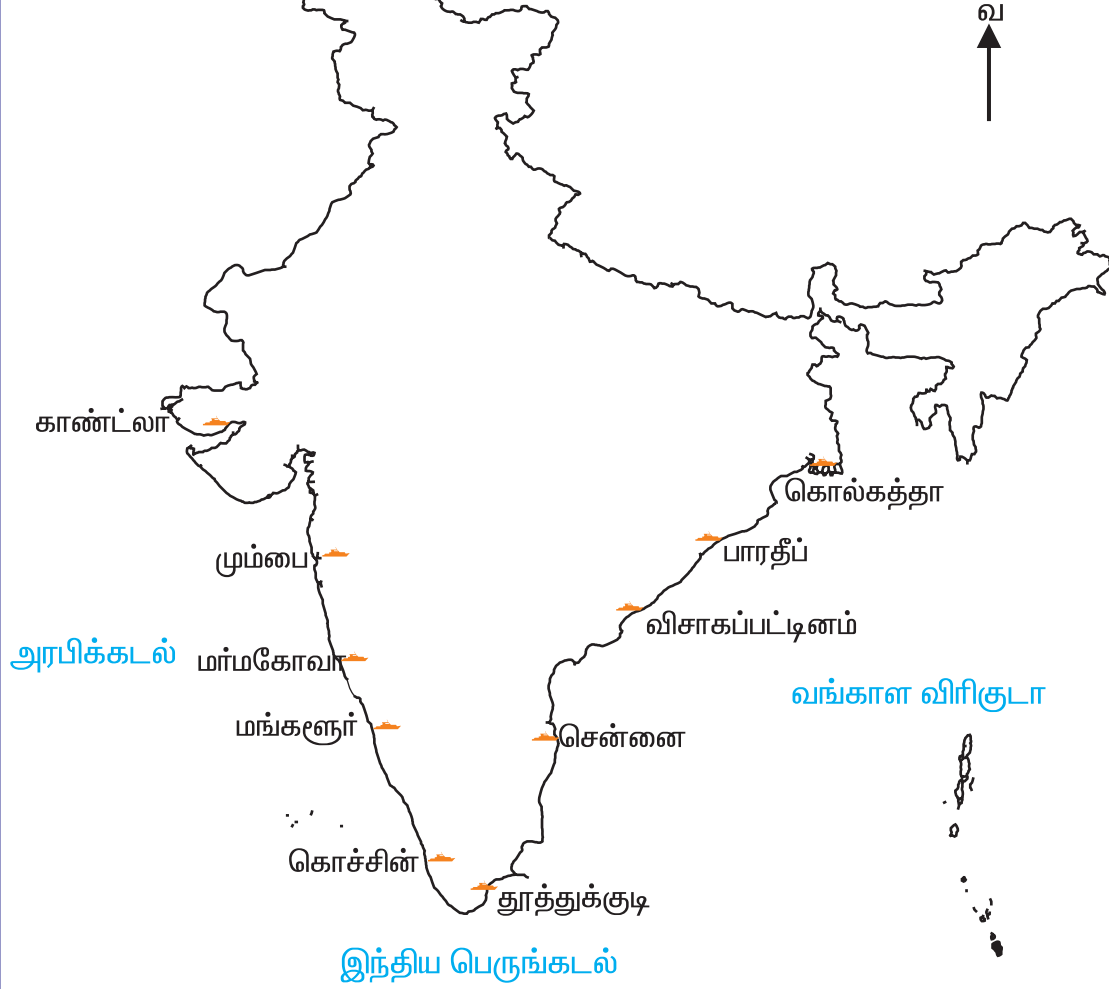 வ
காண்ட்லா
கொல்கத்தா
மும்பை
பாரதீப்
விசாகப்பட்டினம்
அரபிக்கடல்
மர்மகோவா
வங்காள விரிகுடா
மங்களூர்
சென்னை
கொச்சின்
தூத்துக்குடி
இந்திய பெருங்கடல்